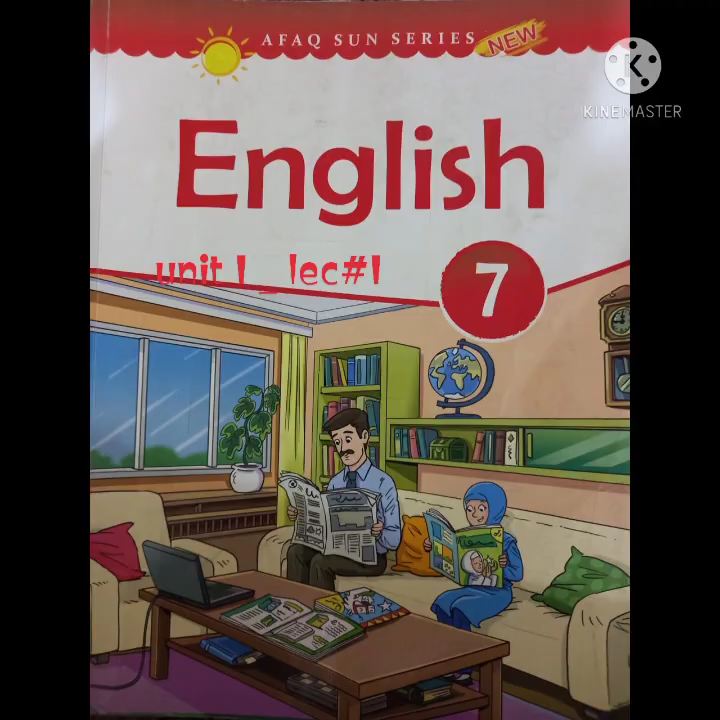 AFAQ SUN SERIES
NEW
KINEMASTER
English
unit 1 _ lec#1
7